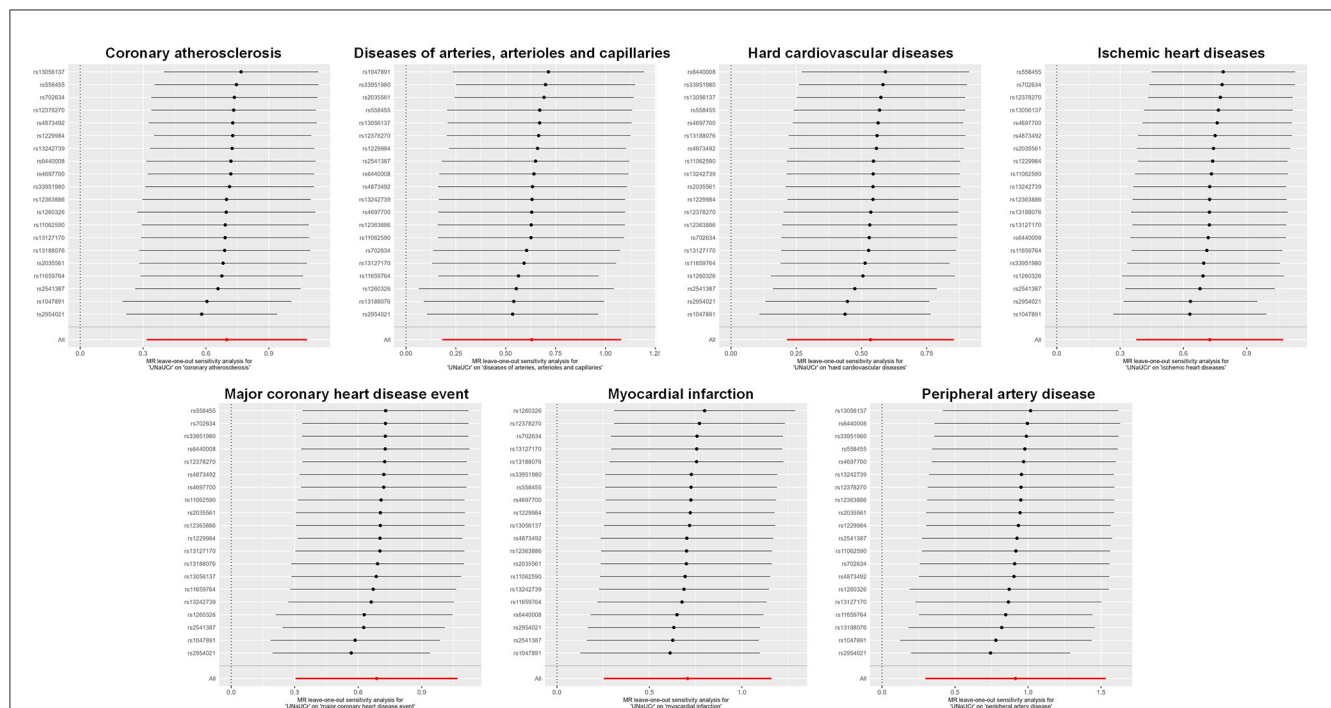 Coronary atherosclerosis
rs13056137
rs558455
rs702634
rs12378270
rs4873492
rs1229984
rs13242739
rs6440008
rs4697700
rs33951980
rs12363886
rs1260326
rs11062590
rs13127170
rs13188076
rs2035561
rs11659764
rs2541387
rs1047891
rs2954021
All
0.0 0.3 0.6 0.9
MR leave-one-out sensitivity analysis for
'UNaUCr' on 'coronary atherosclerosis'
Diseases of arteries, arterioles and capillaries
rs1047891
rs33951980
rs2035561
rs558455
rs13056137
rs12378270
rs1229984
rs2541387
rs6440008
rs4873492
rs13242739
rs4697700
rs12363886
rs11062590
rs702634
rs13127170
rs11659764
rs1260326
rs13188076
rs2954021
All
0.00 0.25 0.50 0.75 1.00 1.25
MR leave-one-out sensitivity analysis for
'UNaUCr' on 'diseases of arteries, arterioles and capillaries'
Hard cardiovascular diseases
rs6440008
rs33951980
rs13056137
rs558455
rs4697700
rs13188076
rs4873492
rs11062590
rs13242739
rs2035561
rs1229984
rs12378270
rs12363886
rs702634
rs13127170
rs11659764
rs1260326
rs2541387
rs2954021
rs1047891
All
0.00 0.25 0.50 0.75
MR leave-one-out sensitivity analysis for
'UNaUCr' on 'hard cardiovascular diseases'
Ischemic heart diseases
rs558455
rs702634
rs12378270
rs13056137
rs4697700
rs4873492
rs2035561
rs1229984
rs11062590
rs13242739
rs12363886
rs13188076
rs13127170
rs6440008
rs11659764
rs33951980
rs1260326
rs2541387
rs2954021
rs1047891
All
0.0 0.3 0.6 0.9
MR leave-one-out sensitivity analysis for
'UNaUCr' on 'Ischemic heart diseases'
Major coronary heart disease event
rs558455
rs702634
rs33951980
rs6440008
rs12378270
rs4873492
rs4697700
rs11062590
rs2035561
rs12363886
rs1229984
rs13127170
rs13188076
rs13056137
rs11659764
rs13242739
rs1260326
rs2541387
rs1047891
rs2954021
All
0.0 0.3 0.6 0.9
MR leave-one-out sensitivity analysis for
'UNaUCr' on 'major coronary heart disease event'
Myocardial infarction
rs1260326
rs12378270
rs702634
rs13127170
rs13188076
rs33951980
rs558455
rs4697700
rs1229984
rs13056137
rs4873492
rs12363886
rs2035561
rs11062590
rs13242739
rs11659764
rs6440008
rs2954021
rs2541387
rs1047891
All
0.0 0.5 1.0
MR leave-one-out sensitivity analysis for
'UNaUCr' on 'myocardial infarction'
Peripheral artery disease
rs13056137
rs6440008
rs33951980
rs558455
rs4697700
rs13242739
rs12378270
rs12363886
rs2035561
rs1229984
rs2541387
rs11062590
rs702634
rs4873492
rs1260326
rs13127170
rs11659764
rs13188076
rs1047891
rs2954021
All
0.0 0.5 1.0 1.5
MR leave-one-out sensitivity analysis for
'UNaUCr' on 'peripheral artery disease'